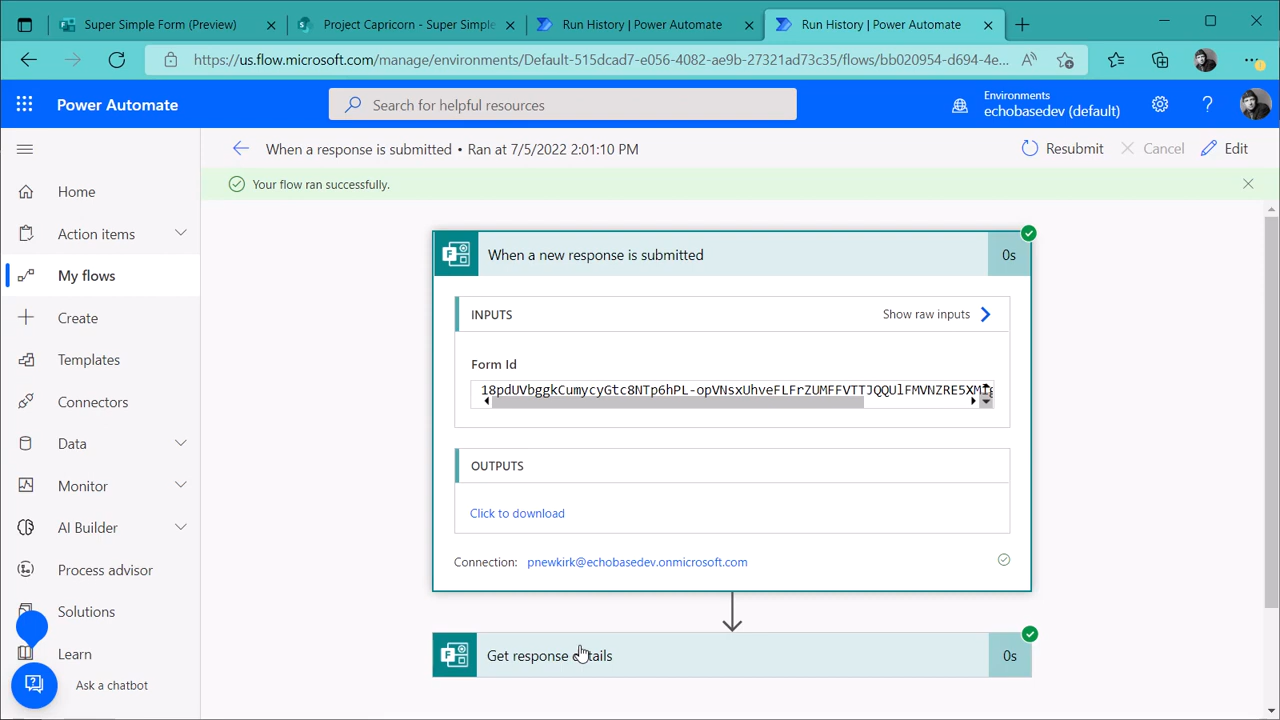 Super Simple Form (Preview)
Project Capricorn - Super Simple
Run History | Power Automate
Run History | Power Automate
https://us.flow.microsoft.com/manage/environments/Default-515dcad7-e056-4082-ae9b-27321ad73c35/flows/bb020954-d694-4e...
Power Automate
Search for helpful resources
Environments
echobasedev (default)
When a response is submitted • Ran at 7/5/2022 2:01:10 PM
Resubmit
Cancel
Edit
Your flow ran successfully.
Home
Action items
My flows
Create
Templates
Connectors
Data
Monitor
AI Builder
Process advisor
Solutions
Learn
Ask a chatbot
When a new response is submitted
0s
INPUTS
Show raw inputs
Form Id
18pdUVbggkCumycyGtc8NTp6hPL-opVNsxUhveFLFrZUMFFVTTJQQUlFMVNZRE5XMIg
OUTPUTS
Click to download
Connection: pnewkirk@echobasedev.onmicrosoft.com
Get response details
0s